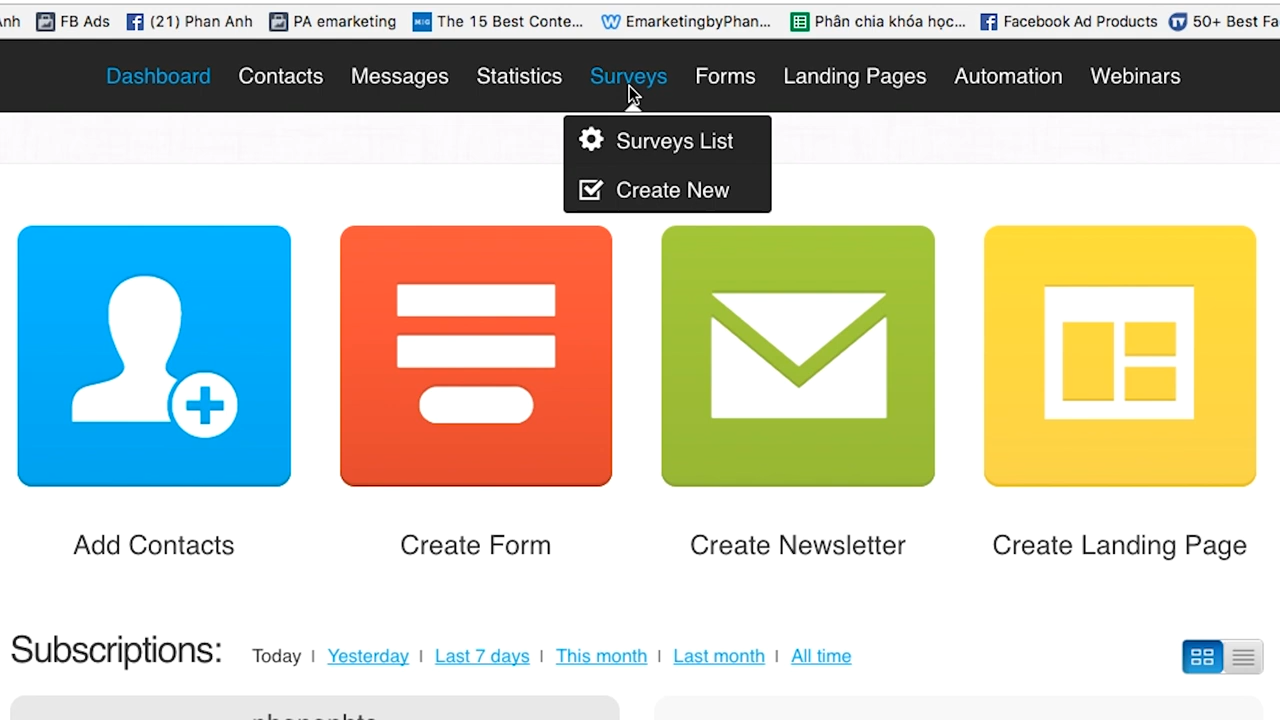 nh FB Ads (21) Phan Anh PA emarketing The 15 Best Conte... EmarketingbyPhan... Phân chia khóa học... Facebook Ad Products 50+ Best Fa
Dashboard Contacts Messages Statistics Surveys Forms Landing Pages Automation Webinars
Surveys List
Create New
Add Contacts Create Form Create Newsletter Create Landing Page
Subscriptions: Today | Yesterday | Last 7 days | This month | Last month | All time